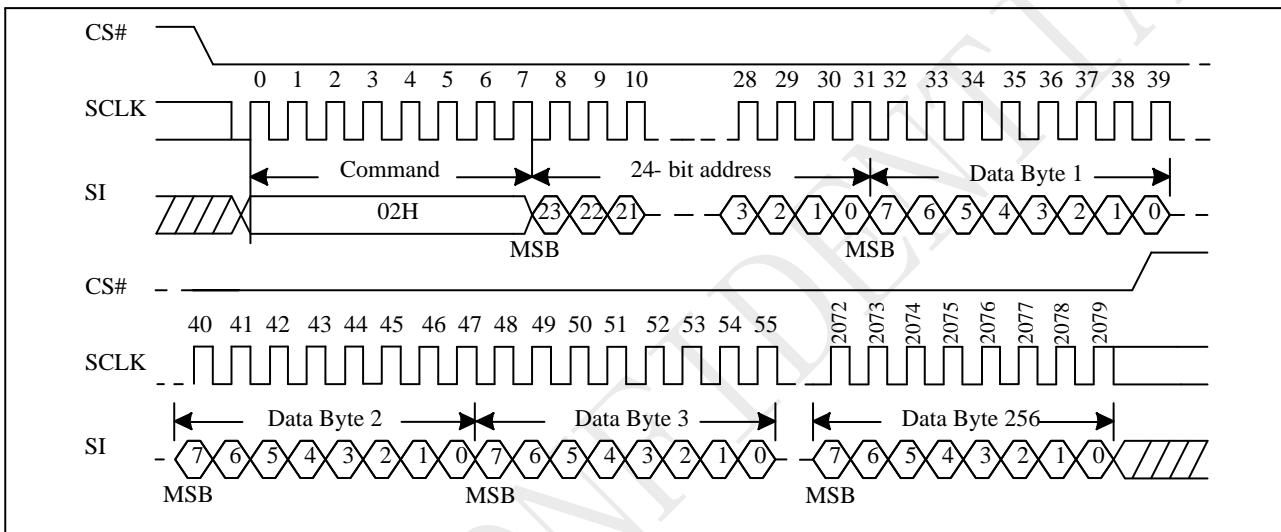 CS#
0 1 2 3 4 5 6 7 8 9 10 28 29 30 31 32 33 34 35 36 37 38 39
SCLK
Command 24- bit address Data Byte 1
SI
02H 23 22 21 3 2 1 0 7 6 5 4 3 2 1 0
MSB MSB
CS#
40 41 42 43 44 45 46 47 48 49 50 51 52 53 54 55 2072 2073 2074 2075 2076 2077 2078 2079
SCLK
Data Byte 2 Data Byte 3 Data Byte 256
SI
7 6 5 4 3 2 1 0 7 6 5 4 3 2 1 0 7 6 5 4 3 2 1 0
MSB MSB MSB